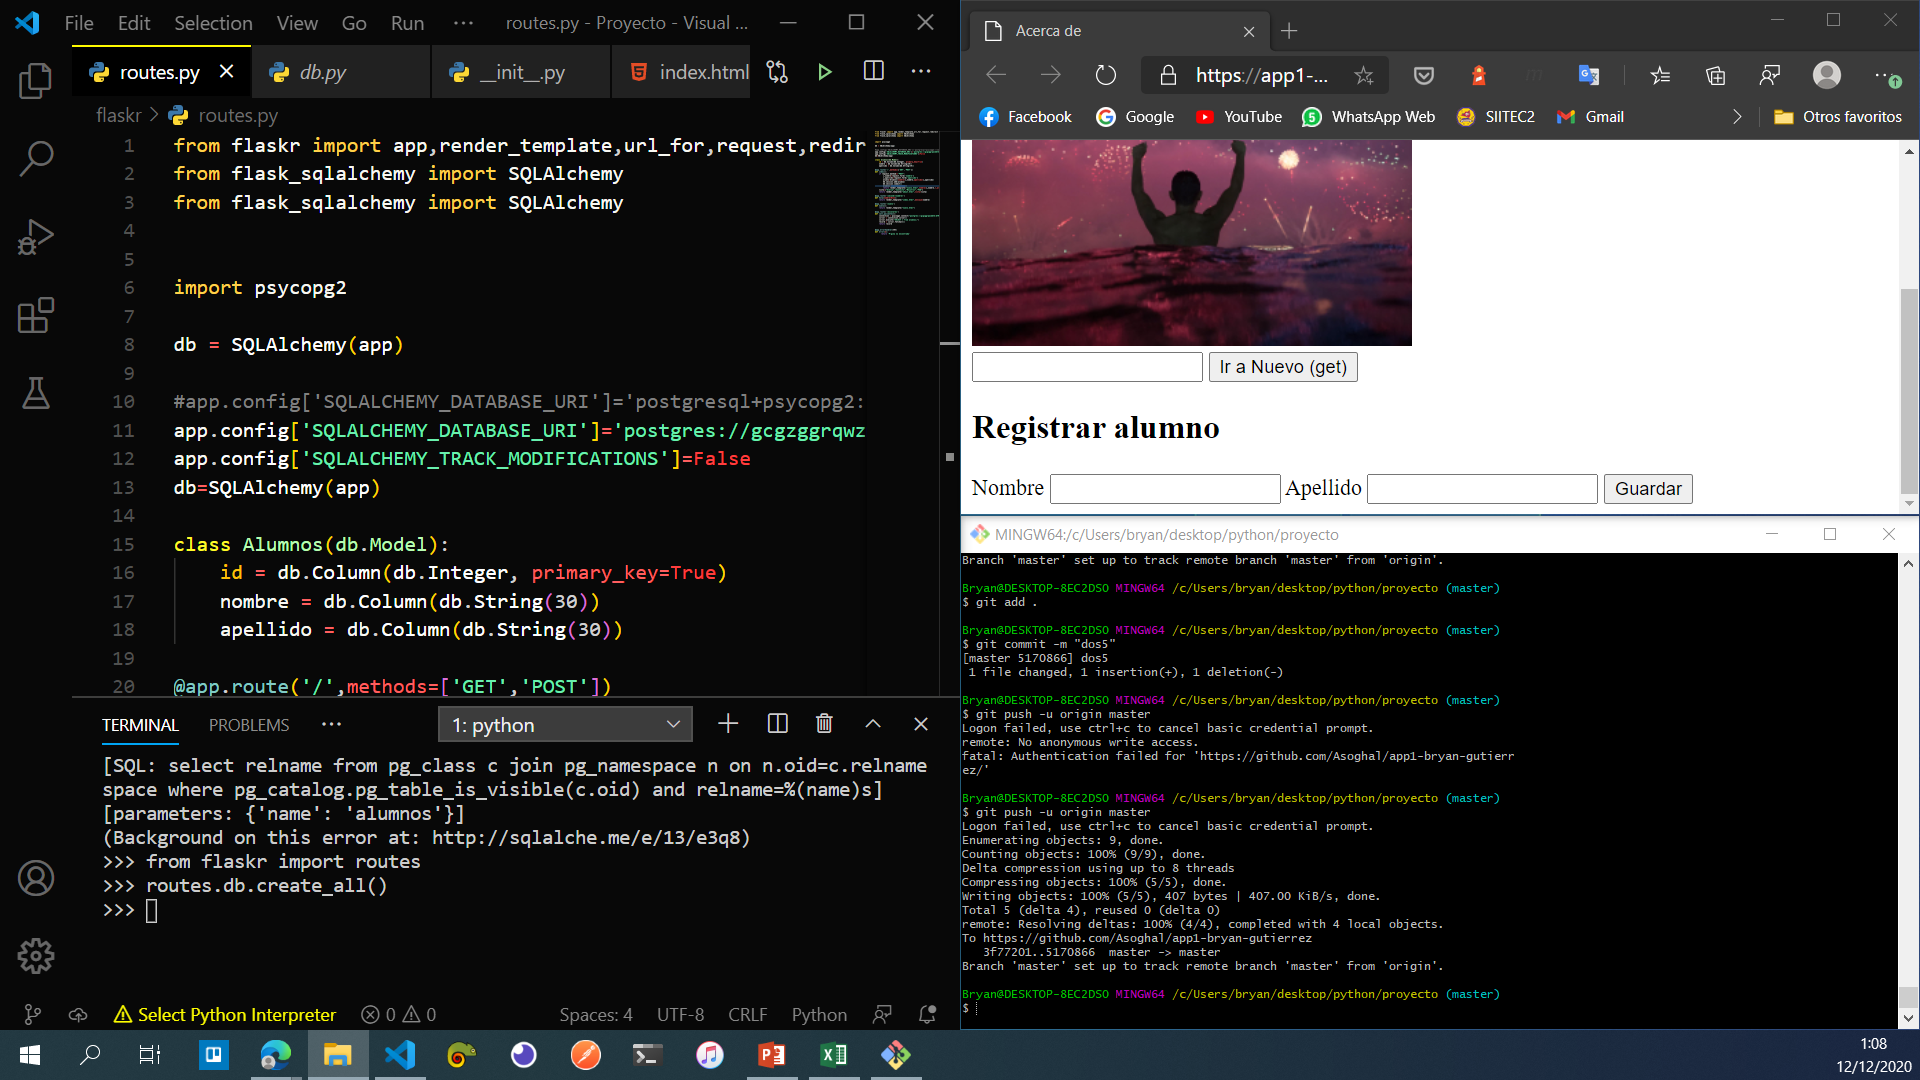 File Edit Selection View Go Run ··· routes.py - Proyecto - Visual ...
routes.py db.py __init__.py index.html
flaskr > routes.py
1 from flaskr import app,render_template,url_for,request,redir
2 from flask_sqlalchemy import SQLAlchemy
3 from flask_sqlalchemy import SQLAlchemy
4
5
6 import psycopg2
7
8 db = SQLAlchemy(app)
9
10 #app.config['SQLALCHEMY_DATABASE_URI']='postgresql+psycopg2:
11 app.config['SQLALCHEMY_DATABASE_URI']='postgres://gcgzggrqwz
12 app.config['SQLALCHEMY_TRACK_MODIFICATIONS']=False
13 db=SQLAlchemy(app)
14
15 class Alumnos(db.Model):
16 id = db.Column(db.Integer, primary_key=True)
17 nombre = db.Column(db.String(30))
18 apellido = db.Column(db.String(30))
19
20 @app.route('/',methods=['GET','POST'])
TERMINAL PROBLEMS ··· 1: python
[SQL: select relname from pg_class c join pg_namespace n on n.oid=c.relname
space where pg_catalog.pg_table_is_visible(c.oid) and relname=%(name)s]
[parameters: {'name': 'alumnos'}]
(Background on this error at: http://sqlalche.me/e/13/e3q8)
>>> from flaskr import routes
>>> routes.db.create_all()
>>>
Select Python Interpreter 0 0 Spaces: 4 UTF-8 CRLF Python
Acerca de
https://app1-...
Facebook Google YouTube WhatsApp Web SIITEC2 Gmail Otros favoritos
Ir a Nuevo (get)
Registrar alumno
Nombre Apellido Guardar
MINGW64:/c/Users/bryan/desktop/python/proyecto
Branch 'master' set up to track remote branch 'master' from 'origin'.
Bryan@DESKTOP-8EC2DSO MINGW64 /c/Users/bryan/desktop/python/proyecto (master)
$ git add .
Bryan@DESKTOP-8EC2DSO MINGW64 /c/Users/bryan/desktop/python/proyecto (master)
$ git commit -m "dos5"
[master 5170866] dos5
1 file changed, 1 insertion(+), 1 deletion(-)
Bryan@DESKTOP-8EC2DSO MINGW64 /c/Users/bryan/desktop/python/proyecto (master)
$ git push -u origin master
Logon failed, use ctrl+c to cancel basic credential prompt.
remote: No anonymous write access.
fatal: Authentication failed for 'https://github.com/Asoghal/app1-bryan-gutierr
ez/'
Bryan@DESKTOP-8EC2DSO MINGW64 /c/Users/bryan/desktop/python/proyecto (master)
$ git push -u origin master
Logon failed, use ctrl+c to cancel basic credential prompt.
Enumerating objects: 9, done.
Counting objects: 100% (9/9), done.
Delta compression using up to 8 threads
Compressing objects: 100% (5/5), done.
Writing objects: 100% (5/5), 407 bytes | 407.00 KiB/s, done.
Total 5 (delta 4), reused 0 (delta 0)
remote: Resolving deltas: 100% (4/4), completed with 4 local objects.
To https://github.com/Asoghal/app1-bryan-gutierrez
3f77201..5170866 master -> master
Branch 'master' set up to track remote branch 'master' from 'origin'.
Bryan@DESKTOP-8EC2DSO MINGW64 /c/Users/bryan/desktop/python/proyecto (master)
$
1:08
12/12/2020